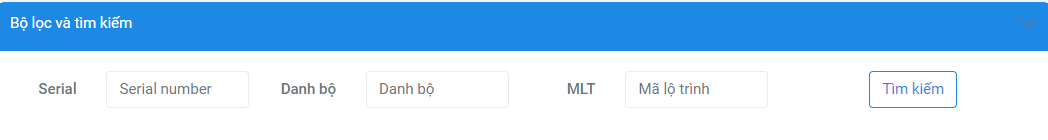 Bộ lọc và tìm kiếm
Serial Serial number Danh bộ Danh bộ MLT Mã lộ trình Tìm kiếm